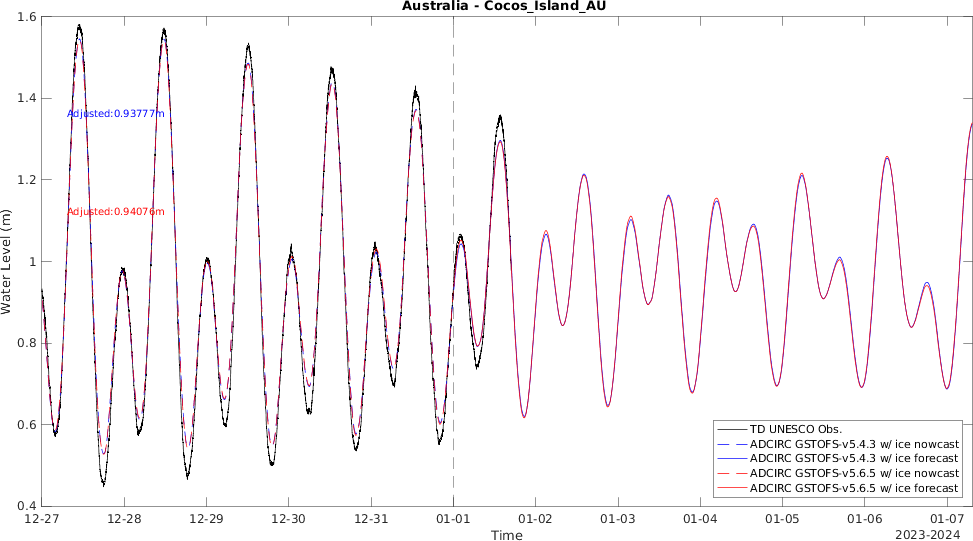 Australia - Cocos_Island_AU
1.6
1.4
1.2
1
0.8
0.6
0.4
Water Level (m)
Adjusted:0.93777m
Adjusted:0.94076m
TD UNESCO Obs.
ADCIRC GSTOFS-v5.4.3 w/ ice nowcast
ADCIRC GSTOFS-v5.4.3 w/ ice forecast
ADCIRC GSTOFS-v5.6.5 w/ ice nowcast
ADCIRC GSTOFS-v5.6.5 w/ ice forecast
12-27 12-28 12-29 12-30 12-31 01-01 01-02 01-03 01-04 01-05 01-06 01-07
Time
2023-2024